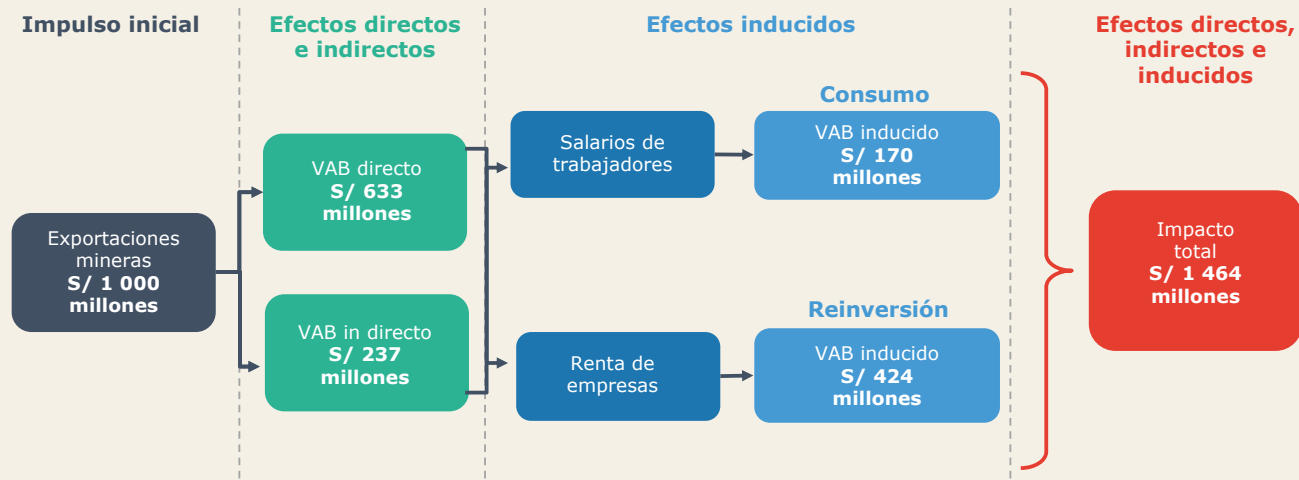 Impulso inicial
Efectos directos
e indirectos
Efectos inducidos
Efectos directos,
indirectos e
inducidos
Exportaciones
mineras
S/ 1 000
millones
VAB directo
S/ 633
millones
VAB in directo
S/ 237
millones
Salarios de
trabajadores
Renta de
empresas
Consumo
VAB inducido
S/ 170
millones
Reinversión
VAB inducido
S/ 424
millones
Impacto
total
S/ 1 464
millones